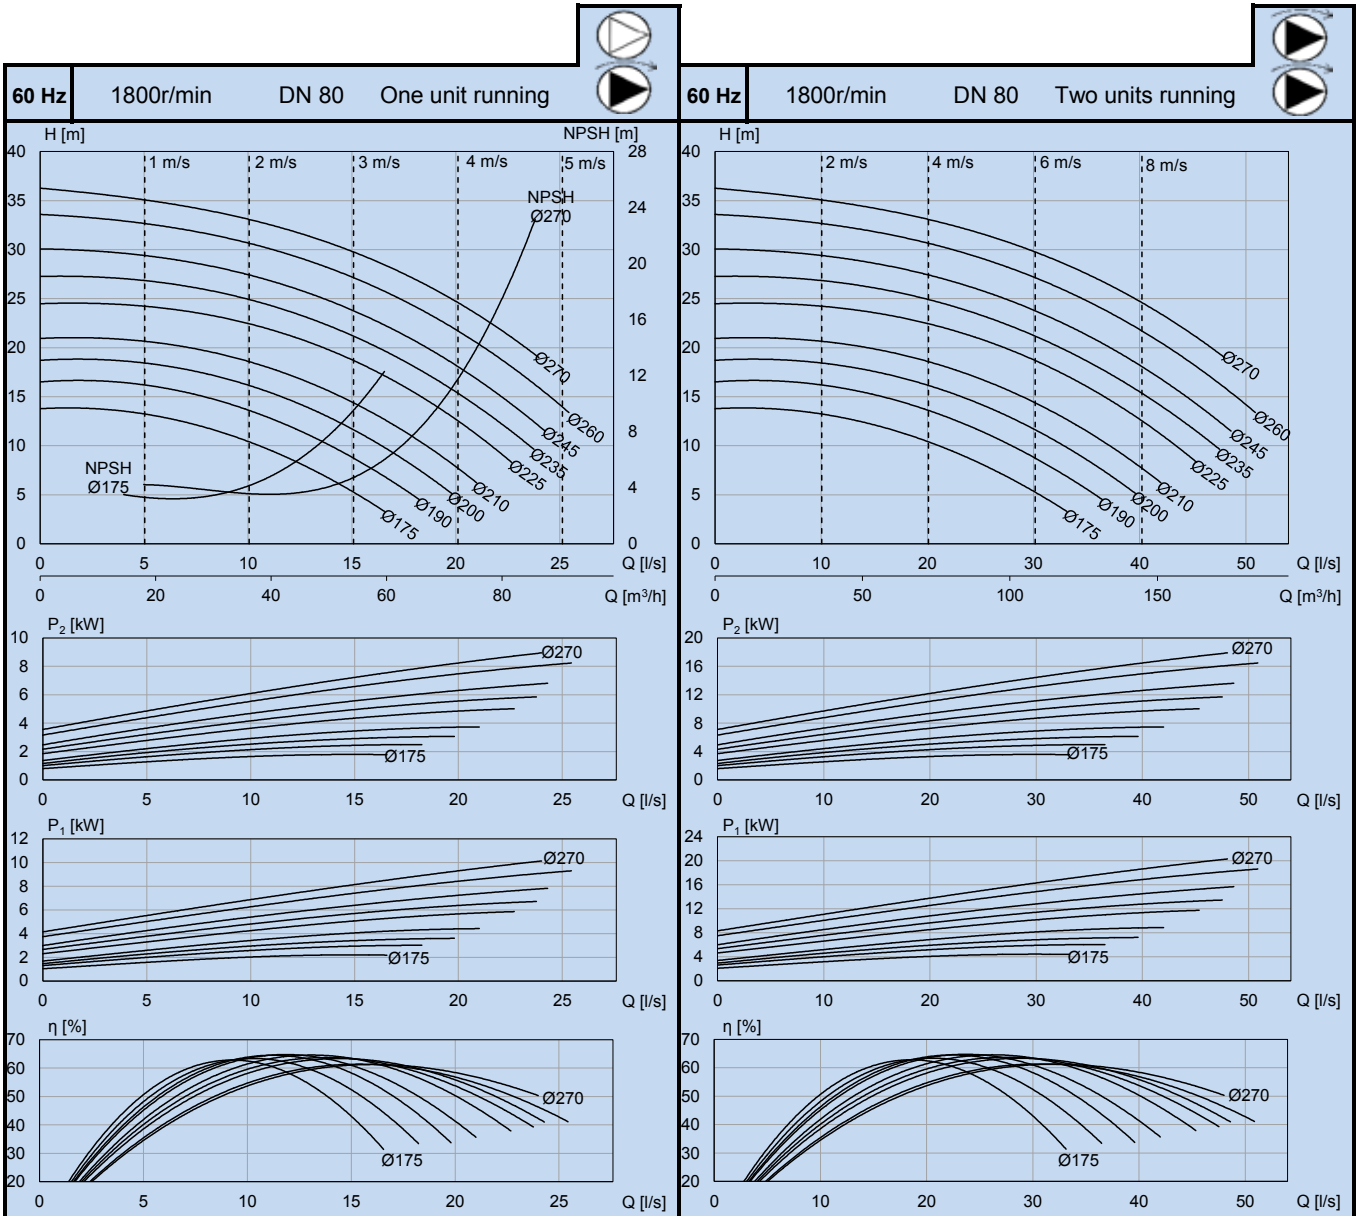 60 Hz 1800r/min DN 80 One unit running
H [m] NPSH [m]
40 1 m/s 2 m/s 3 m/s 4 m/s 5 m/s 28
35 NPSH 24
Ø270
30 20
25 16
20 Ø270 12
15 Ø260 8
10 Ø245
Ø235
NPSH Ø225
Ø175
5 Ø210 4
Ø200
Ø190
Ø175
0 0
0 5 10 15 20 25 Q [l/s]
0 20 40 60 80 Q [m³/h]
P₂ [kW]
10 Ø270
8
6
4
2 Ø175
0
0 5 10 15 20 25 Q [l/s]
P₁ [kW]
12
10 Ø270
8
6
4
2 Ø175
0
0 5 10 15 20 25 Q [l/s]
η [%]
70
60
50 Ø270
40
30 Ø175
20
0 5 10 15 20 25 Q [l/s]
60 Hz 1800r/min DN 80 Two units running
H [m]
40 2 m/s 4 m/s 6 m/s 8 m/s
35
30
25
20 Ø270
15 Ø260
10 Ø245
Ø235
Ø225
5 Ø210
Ø200
Ø190
Ø175
0
0 10 20 30 40 50 Q [l/s]
0 50 100 150 Q [m³/h]
P₂ [kW]
20 Ø270
16
12
8
4 Ø175
0
0 10 20 30 40 50 Q [l/s]
P₁ [kW]
24
20 Ø270
16
12
8
4 Ø175
0
0 10 20 30 40 50 Q [l/s]
η [%]
70
60
50 Ø270
40
30 Ø175
20
0 10 20 30 40 50 Q [l/s]